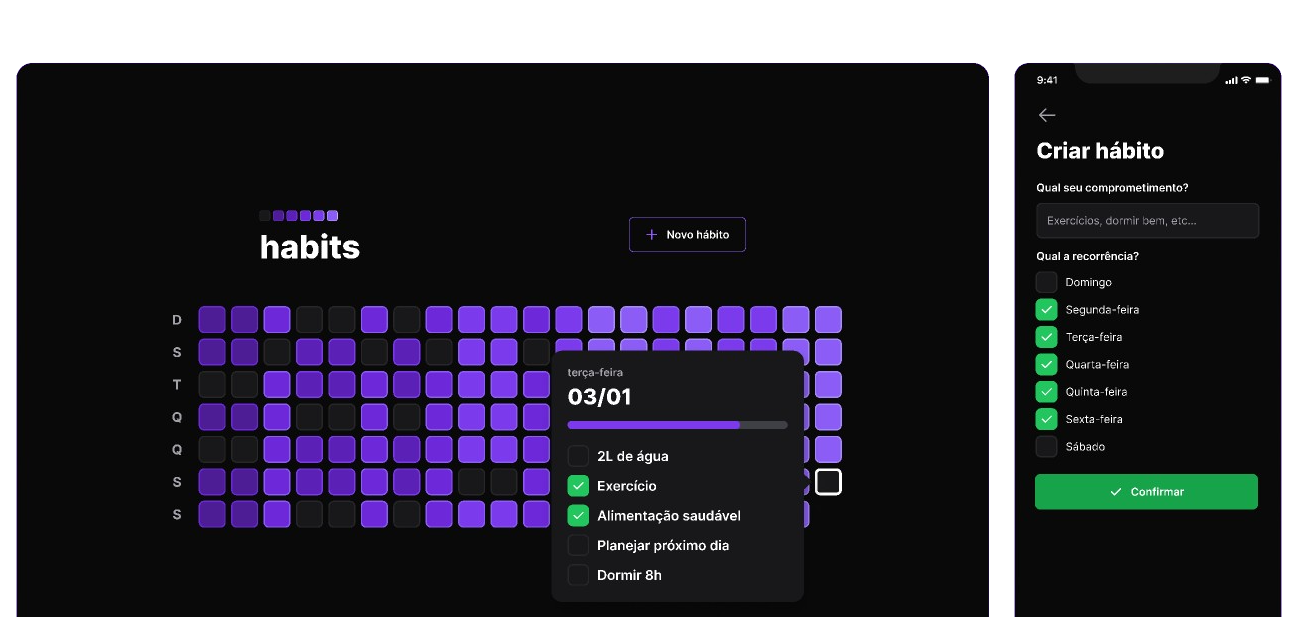 habits
Novo hábito
D
S
T
Q
Q
S
S
terça-feira
03/01
2L de água
Exercício
Alimentação saudável
Planejar próximo dia
Dormir 8h
9:41
Criar hábito
Qual seu comprometimento?
Exercícios, dormir bem, etc...
Qual a recorrência?
Domingo
Segunda-feira
Terça-feira
Quarta-feira
Quinta-feira
Sexta-feira
Sábado
Confirmar